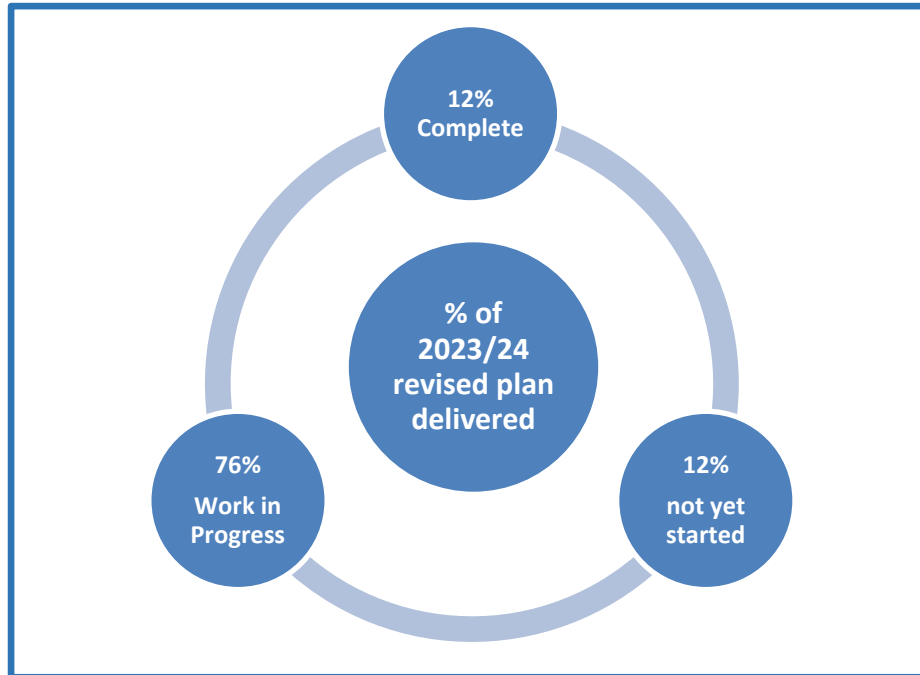 12%
Complete
% of
2023/24
revised plan
delivered
76%
Work in
Progress
12%
not yet
started